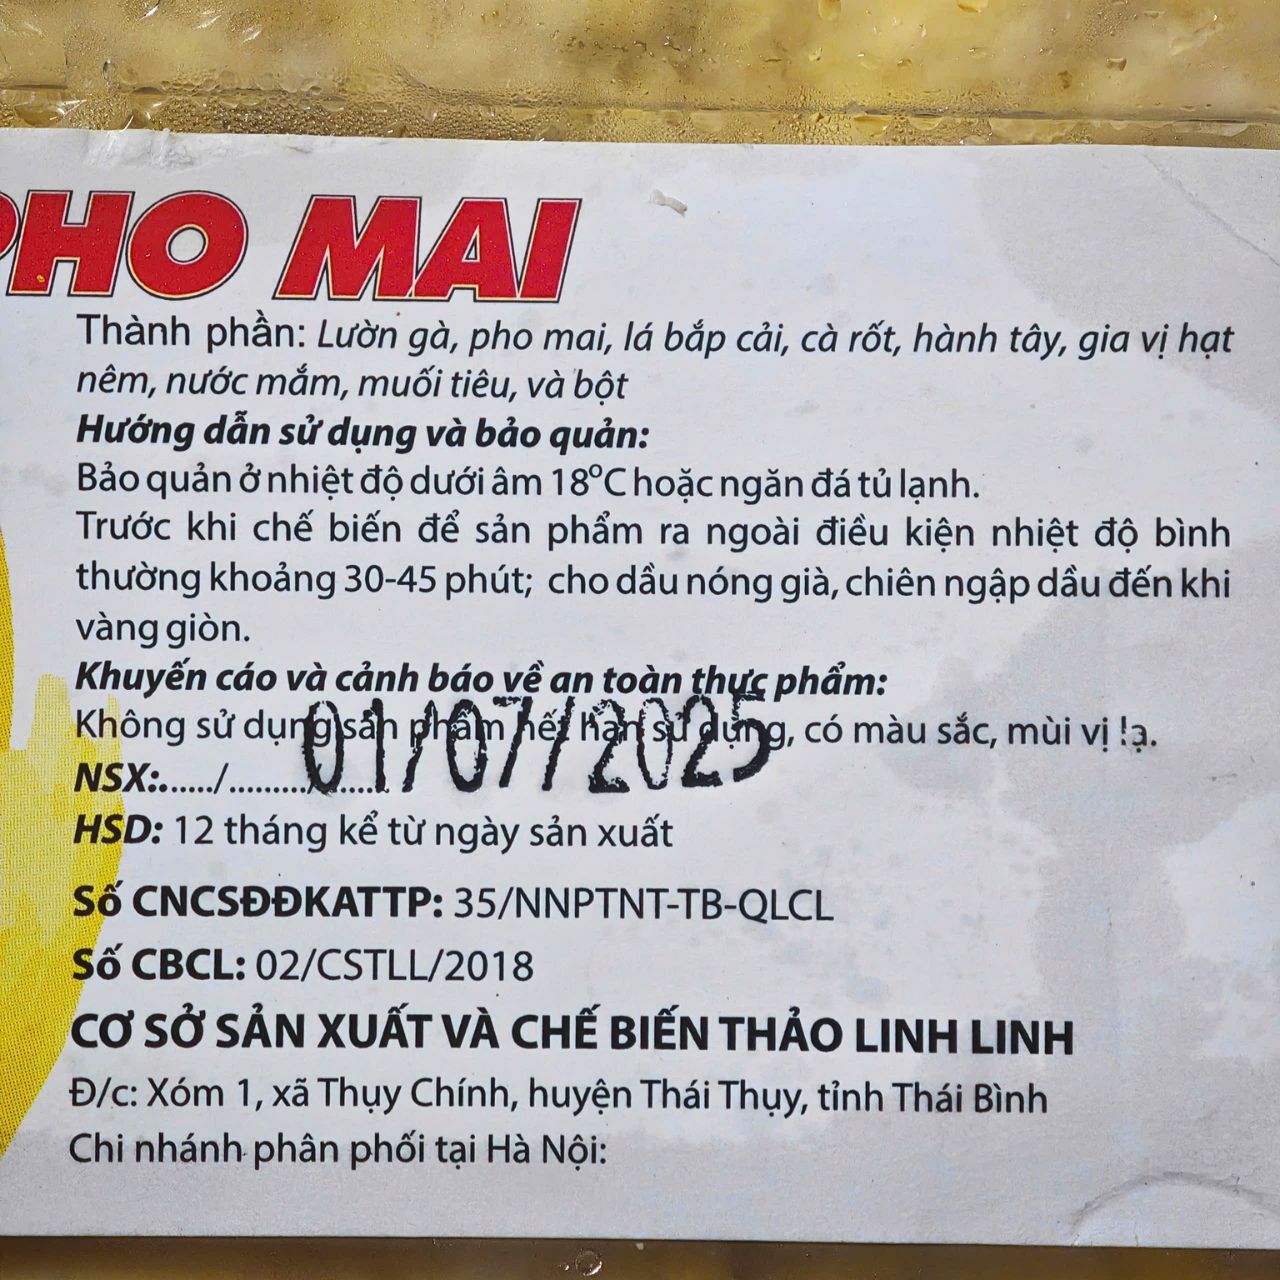 PHO MAI
Thành phần: Lườn gà, pho mai, lá bắp cải, cà rốt, hành tây, gia vị hạt
nêm, nước mắm, muối tiêu, và bột
Hướng dẫn sử dụng và bảo quản:
Bảo quản ở nhiệt độ dưới âm 18ºC hoặc ngăn đá tủ lạnh.
Trước khi chế biến để sản phẩm ra ngoài điều kiện nhiệt độ bình
thường khoảng 30-45 phút; cho dầu nóng già, chiên ngập dầu đến khi
vàng giòn.
Khuyến cáo và cảnh báo về an toàn thực phẩm:
Không sử dụng sản phẩm hết hạn sử dụng, có màu sắc, mùi vị lạ.
01/07/2025
NSX:....../........./.......
HSD: 12 tháng kể từ ngày sản xuất
Số CNCSĐĐKATTP: 35/NNPTNT-TB-QLCL
Số CBCL: 02/CSTLL/2018
CƠ SỞ SẢN XUẤT VÀ CHẾ BIẾN THẢO LINH LINH
Đ/c: Xóm 1, xã Thụy Chính, huyện Thái Thụy, tỉnh Thái Bình
Chi nhánh phân phối tại Hà Nội: